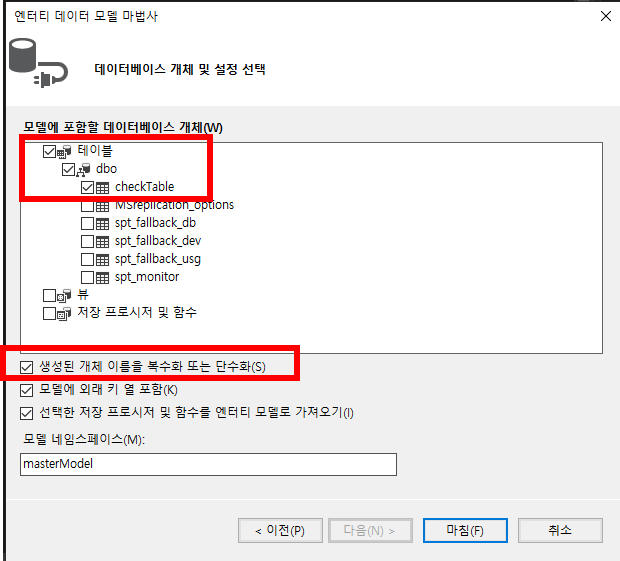 엔터티 데이터 모델 마법사
데이터베이스 개체 및 설정 선택
모델에 포함할 데이터베이스 개체(W)
테이블
dbo
checkTable
MSreplication_options
spt_fallback_db
spt_fallback_dev
spt_fallback_usg
spt_monitor
뷰
저장 프로시저 및 함수
생성된 개체 이름을 복수화 또는 단수화(S)
모델에 외래 키 열 포함(K)
선택한 저장 프로시저 및 함수를 엔터티 모델로 가져오기(I)
모델 네임스페이스(M):
masterModel
< 이전(P) 다음(N) > 마침(F) 취소